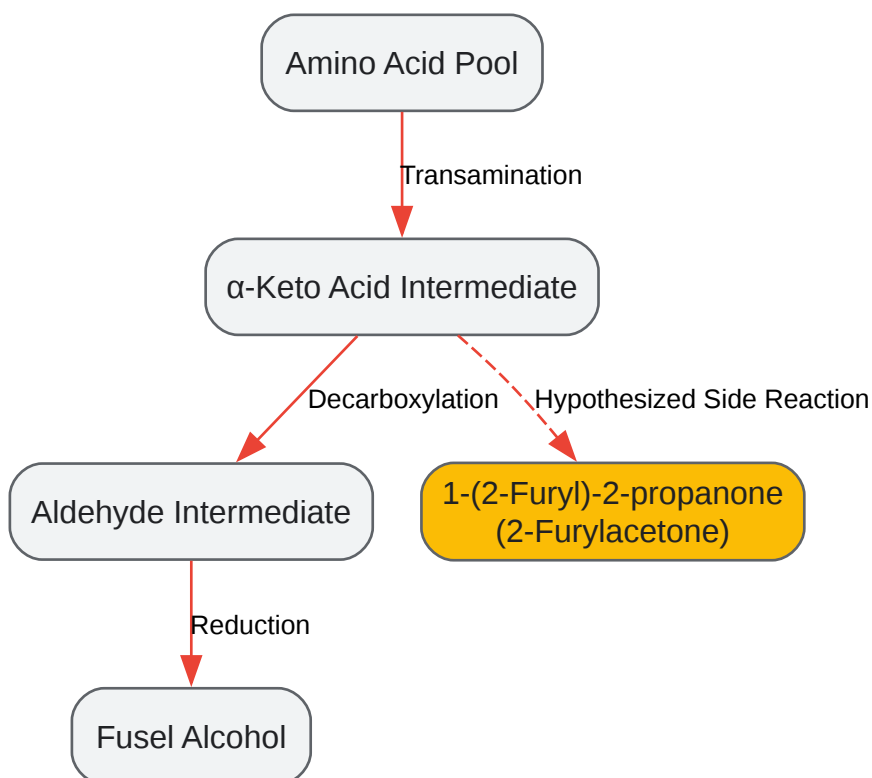 Amino Acid Pool
Transamination
α-Keto Acid Intermediate
Decarboxylation
Hypothesized Side Reaction
Aldehyde Intermediate
1-(2-Furyl)-2-propanone
(2-Furylacetone)
Reduction
Fusel Alcohol